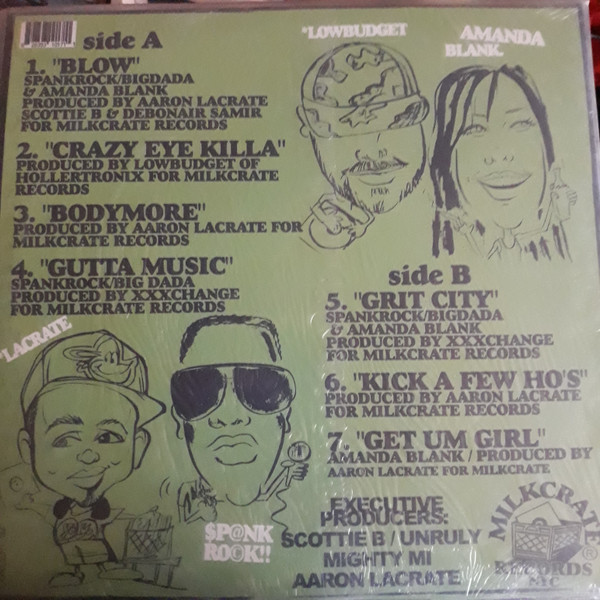 side A
1. "BLOW"
SPANKROCK/BIGDADA
& AMANDA BLANK
PRODUCED BY AARON LACRATE
SCOTTIE B & DEBONAIR SAMIR
FOR MILKCRATE RECORDS
2. "CRAZY EYE KILLA"
PRODUCED BY LOWBUDGET OF
HOLLERTRONIX FOR MILKCRATE
RECORDS
3. "BODYMORE"
PRODUCED BY AARON LACRATE FOR
MILKCRATE RECORDS
4. "GUTTA MUSIC"
SPANKROCK/BIG DADA
PRODUCED BY XXXCHANGE
FOR MILKCRATE RECORDS
*LOWBUDGET
AMANDA
BLANK.
side B
5. "GRIT CITY"
SPANKROCK/BIGDADA
& AMANDA BLANK
PRODUCED BY XXXCHANGE
FOR MILKCRATE RECORDS
6. "KICK A FEW HO'S"
PRODUCED BY AARON LACRATE
FOR MILKCRATE RECORDS
7. "GET UM GIRL"
AMANDA BLANK / PRODUCED BY
AARON LACRATE FOR MILKCRATE
*LACRATE
$P@NK
RO©K!!
EXECUTIVE
PRODUCERS:
SCOTTIE B / UNRULY
MIGHTY MI
AARON LACRATE
MILKCRATE
RECORDS®
NYC